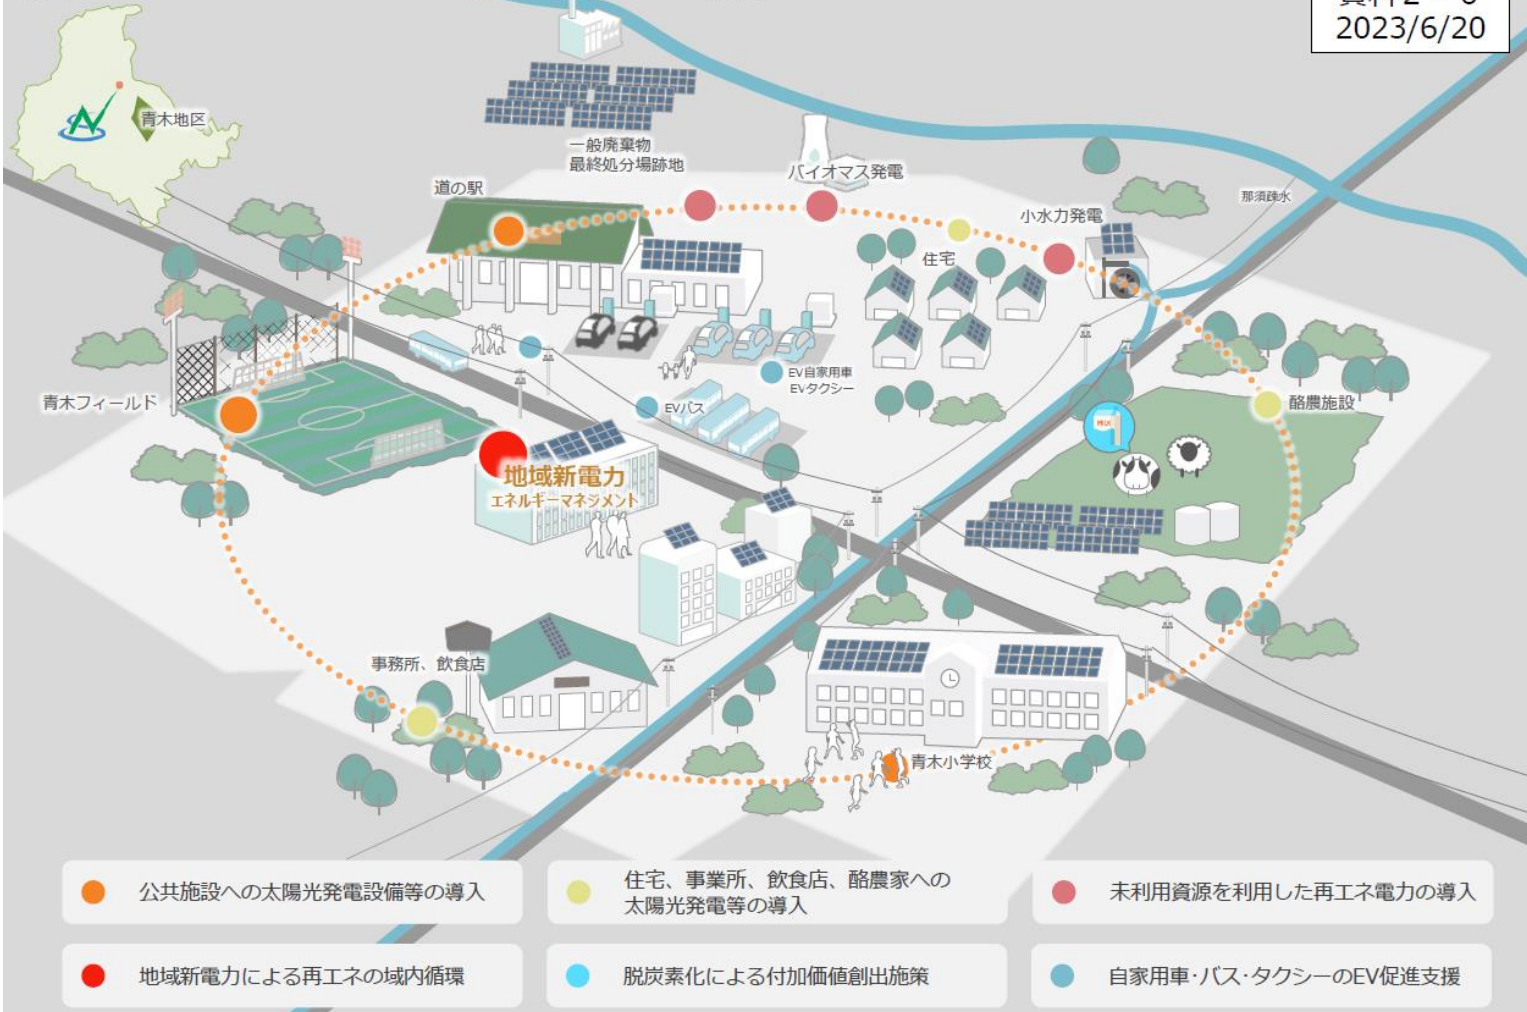 2023/6/20
青木地区
一般廃棄物
最終処分場跡地
バイオマス発電
道の駅
小水力発電
那須疎水
住宅
青木フィールド
EV自家用車
EVタクシー
EVバス
酪農施設
MILK
地域新電力
エネルギーマネジメント
事務所、飲食店
青木小学校
公共施設への太陽光発電設備等の導入
住宅、事業所、飲食店、酪農家への
太陽光発電等の導入
未利用資源を利用した再エネ電力の導入
地域新電力による再エネの域内循環
脱炭素化による付加価値創出施策
自家用車・バス・タクシーのEV促進支援